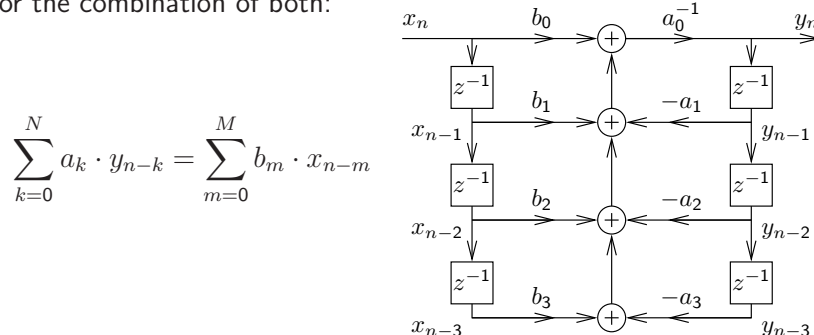 or the combination of both:
N M
∑ a_k · y_{n−k} = ∑ b_m · x_{n−m}
k=0 m=0
x_n b_0 + a_0^{−1} y_n
z^{−1} z^{−1}
b_1 + −a_1
x_{n−1} y_{n−1}
z^{−1} z^{−1}
b_2 + −a_2
x_{n−2} y_{n−2}
z^{−1} z^{−1}
b_3 + −a_3
x_{n−3} y_{n−3}